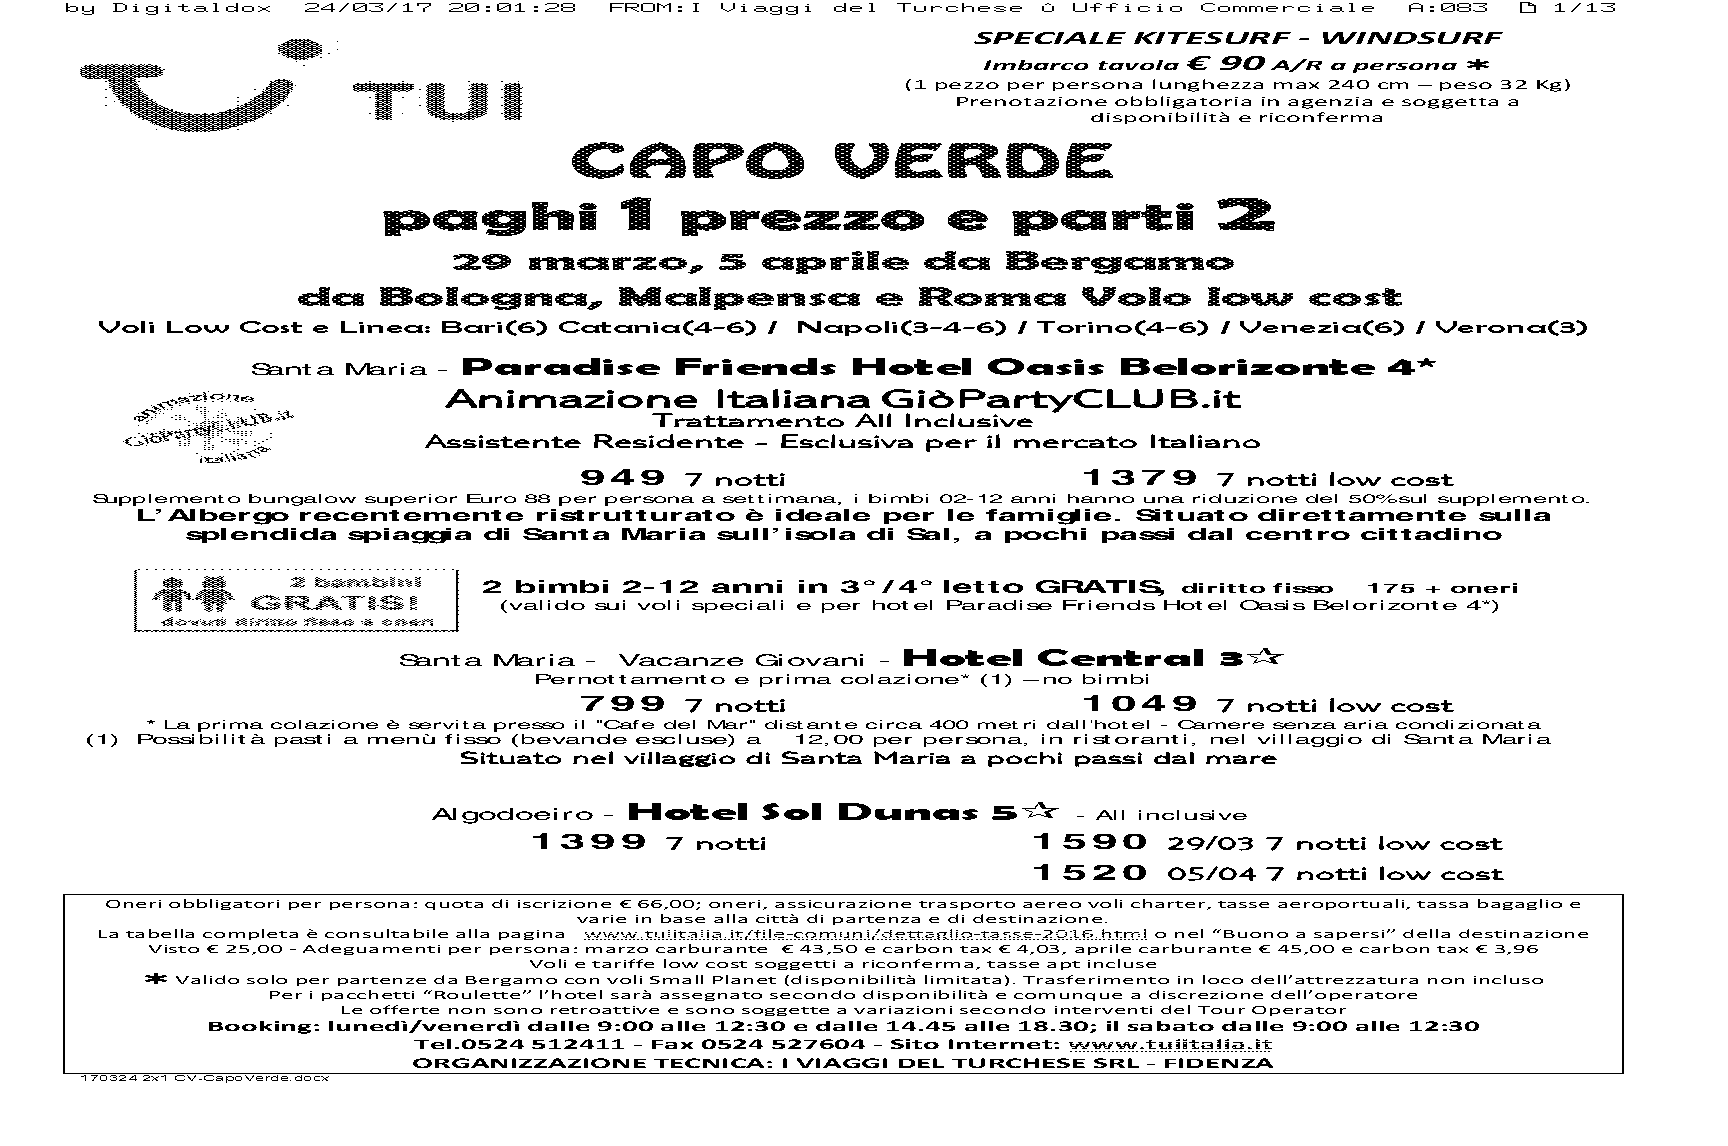 by Digitaldox 24/03/17 20:01:28 FROM:I Viaggi del Turchese ù Ufficio Commerciale A:083 1/13
SPECIALE KITESURF - WINDSURF
Imbarco tavola € 90 A/R a persona *
(1 pezzo per persona lunghezza max 240 cm – peso 32 Kg)
Prenotazione obbligatoria in agenzia e soggetta a
disponibilità e riconferma
TUI
CAPO VERDE
paghi 1 prezzo e parti 2
29 marzo, 5 aprile da Bergamo
da Bologna, Malpensa e Roma Volo low cost
Voli Low Cost e Linea: Bari(6) Catania(4-6) / Napoli(3-4-6) / Torino(4-6) / Venezia(6) / Verona(3)
Santa Maria - Paradise Friends Hotel Oasis Belorizonte 4*
animazione
GiòPartyCLUB.it
italiana
Animazione Italiana GiòPartyCLUB.it
Trattamento All Inclusive
Assistente Residente – Esclusiva per il mercato Italiano
949 7 notti 1379 7 notti low cost
Supplemento bungalow superior Euro 88 per persona a settimana, i bimbi 02-12 anni hanno una riduzione del 50%sul supplemento.
L'Albergo recentemente ristrutturato è ideale per le famiglie. Situato direttamente sulla
splendida spiaggia di Santa Maria sull'isola di Sal, a pochi passi dal centro cittadino
2 bambini
GRATIS!
dovuti diritto fisso e oneri
2 bimbi 2-12 anni in 3°/4° letto GRATIS, diritto fisso 175 + oneri
(valido sui voli speciali e per hotel Paradise Friends Hotel Oasis Belorizonte 4*)
Santa Maria - Vacanze Giovani - Hotel Central 3☆
Pernottamento e prima colazione* (1) –no bimbi
799 7 notti 1049 7 notti low cost
* La prima colazione è servita presso il "Cafe del Mar" distante circa 400 metri dall'hotel - Camere senza aria condizionata
(1) Possibilità pasti a menù fisso (bevande escluse) a 12,00 per persona, in ristoranti, nel villaggio di Santa Maria
Situato nel villaggio di Santa Maria a pochi passi dal mare
Algodoeiro - Hotel Sol Dunas 5☆ - All inclusive
1399 7 notti 1590 29/03 7 notti low cost
1520 05/04 7 notti low cost
Oneri obbligatori per persona: quota di iscrizione € 66,00; oneri, assicurazione trasporto aereo voli charter, tasse aeroportuali, tassa bagaglio e
varie in base alla città di partenza e di destinazione.
La tabella completa è consultabile alla pagina www.tuiitalia.it/file-comuni/dettaglio-tasse-2016.html o nel “Buono a sapersi” della destinazione
Visto € 25,00 - Adeguamenti per persona: marzo carburante € 43,50 e carbon tax € 4,03, aprile carburante € 45,00 e carbon tax € 3,96
Voli e tariffe low cost soggetti a riconferma, tasse apt incluse
* Valido solo per partenze da Bergamo con voli Small Planet (disponibilità limitata). Trasferimento in loco dell'attrezzatura non incluso
Per i pacchetti “Roulette” l'hotel sarà assegnato secondo disponibilità e comunque a discrezione dell'operatore
Le offerte non sono retroattive e sono soggette a variazioni secondo interventi del Tour Operator
Booking: lunedì/venerdì dalle 9:00 alle 12:30 e dalle 14.45 alle 18.30; il sabato dalle 9:00 alle 12:30
Tel.0524 512411 - Fax 0524 527604 - Sito Internet: www.tuiitalia.it
ORGANIZZAZIONE TECNICA: I VIAGGI DEL TURCHESE SRL - FIDENZA
170324 2x1 CV-CapoVerde.docx